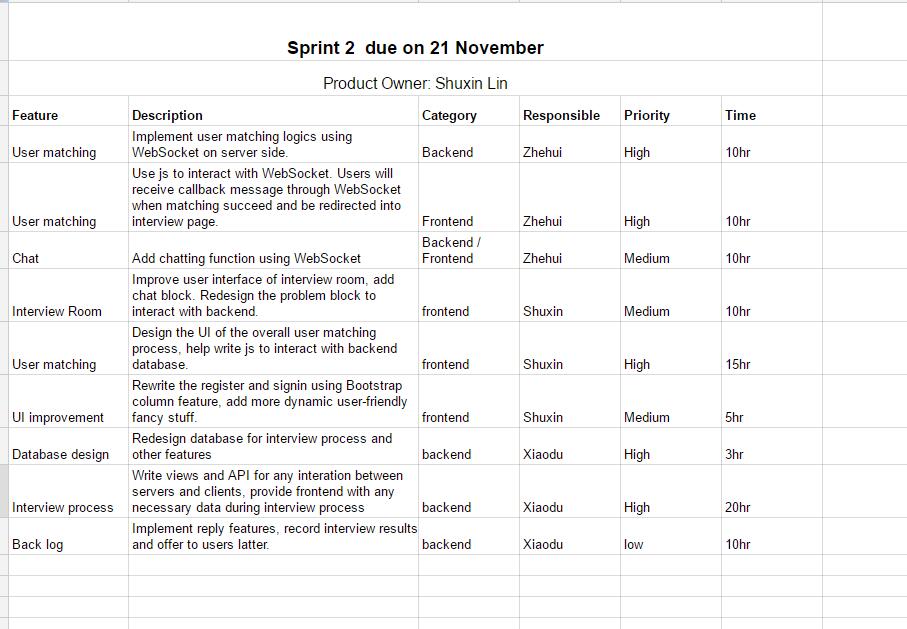 Sprint 2  due on 21 November
Product Owner: Shuxin Lin
Feature Description Category Responsible Priority Time
Implement user matching logics using
User matching WebSocket on server side. Backend Zhehui High 10hr
Use js to interact with WebSocket. Users will
receive callback message through WebSocket
when matching succeed and be redirected into
User matching interview page. Frontend Zhehui High 10hr
Backend /
Chat Add chatting function using WebSocket Frontend Zhehui Medium 10hr
Improve user interface of interview room, add
chat block. Redesign the problem block to
Interview Room interact with backend. frontend Shuxin Medium 10hr
Design the UI of the overall user matching
process, help write js to interact with backend
User matching database. frontend Shuxin High 15hr
Rewrite the register and signin using Bootstrap
column feature, add more dynamic user-friendly
UI improvement fancy stuff. frontend Shuxin Medium 5hr
Redesign database for interview process and
Database design other features backend Xiaodu High 3hr
Write views and API for any interation between
servers and clients, provide frontend with any
Interview process necessary data during interview process backend Xiaodu High 20hr
Implement reply features, record interview results
Back log and offer to users latter. backend Xiaodu low 10hr